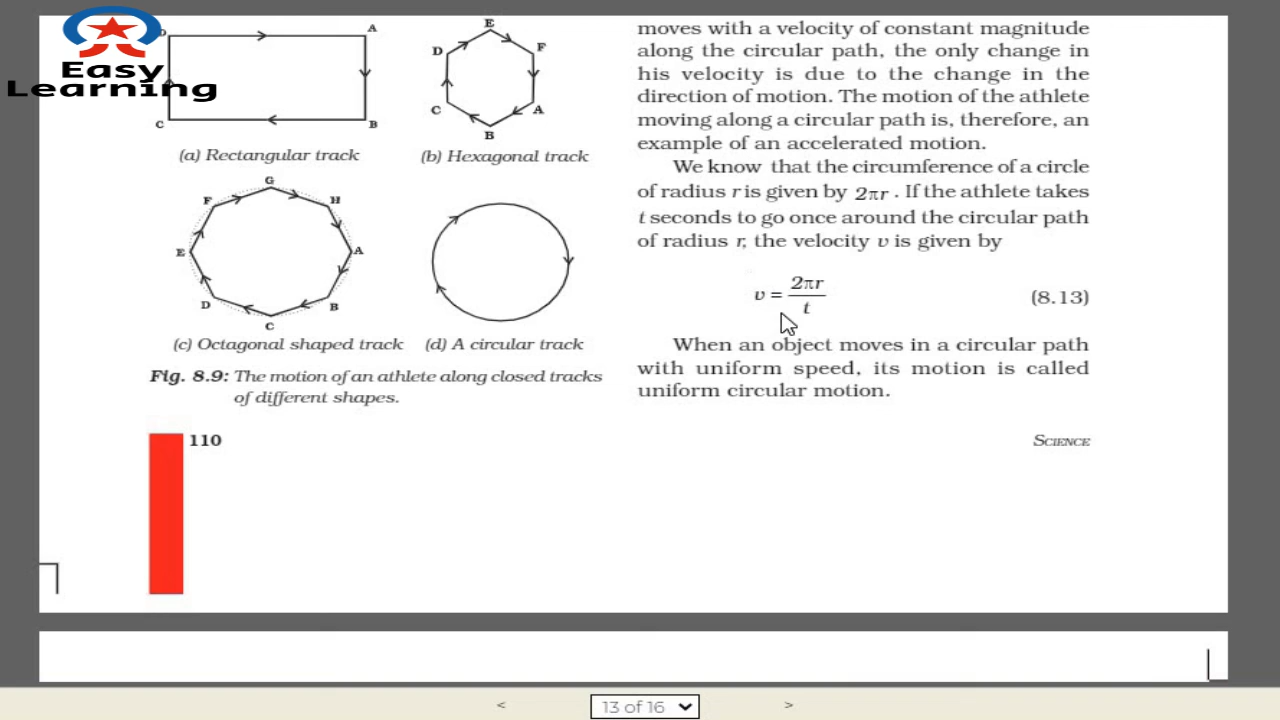 Easy
Learning
D
A
C
B
(a) Rectangular track
E
D
F
C
A
B
(b) Hexagonal track
G
F
H
E
A
D
B
C
(c) Octagonal shaped track
(d) A circular track
Fig. 8.9: The motion of an athlete along closed tracks
of different shapes.
110
moves with a velocity of constant magnitude
along the circular path, the only change in
his velocity is due to the change in the
direction of motion. The motion of the athlete
moving along a circular path is, therefore, an
example of an accelerated motion.
We know that the circumference of a circle
of radius r is given by 2πr . If the athlete takes
t seconds to go once around the circular path
of radius r, the velocity v is given by
v = 2πr / t (8.13)
When an object moves in a circular path
with uniform speed, its motion is called
uniform circular motion.
SCIENCE
< 13 of 16 >